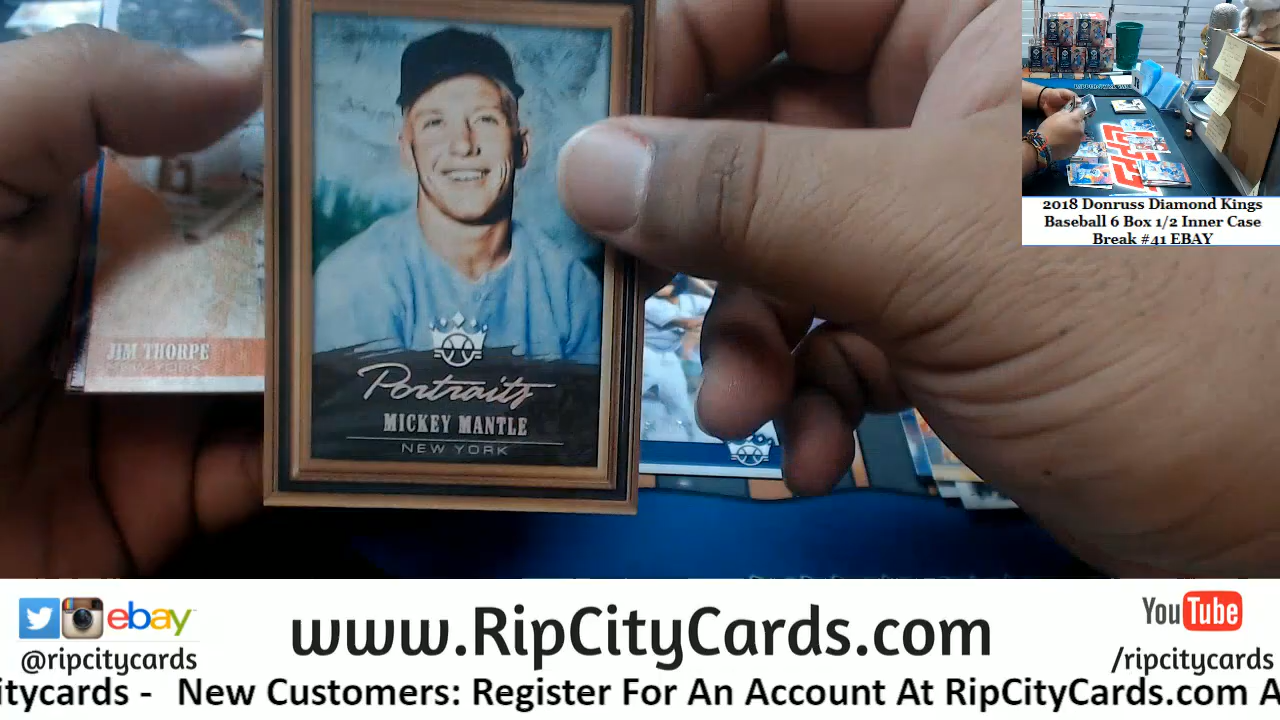 JIM THORPE
NEW YORK
Portraits
MICKEY MANTLE
NEW YORK
2018 Donruss Diamond Kings
Baseball 6 Box 1/2 Inner Case
Break #41 EBAY
ebay
@ripcitycards
www.RipCityCards.com
YouTube
/ripcitycards
itycards - New Customers: Register For An Account At RipCityCards.com A